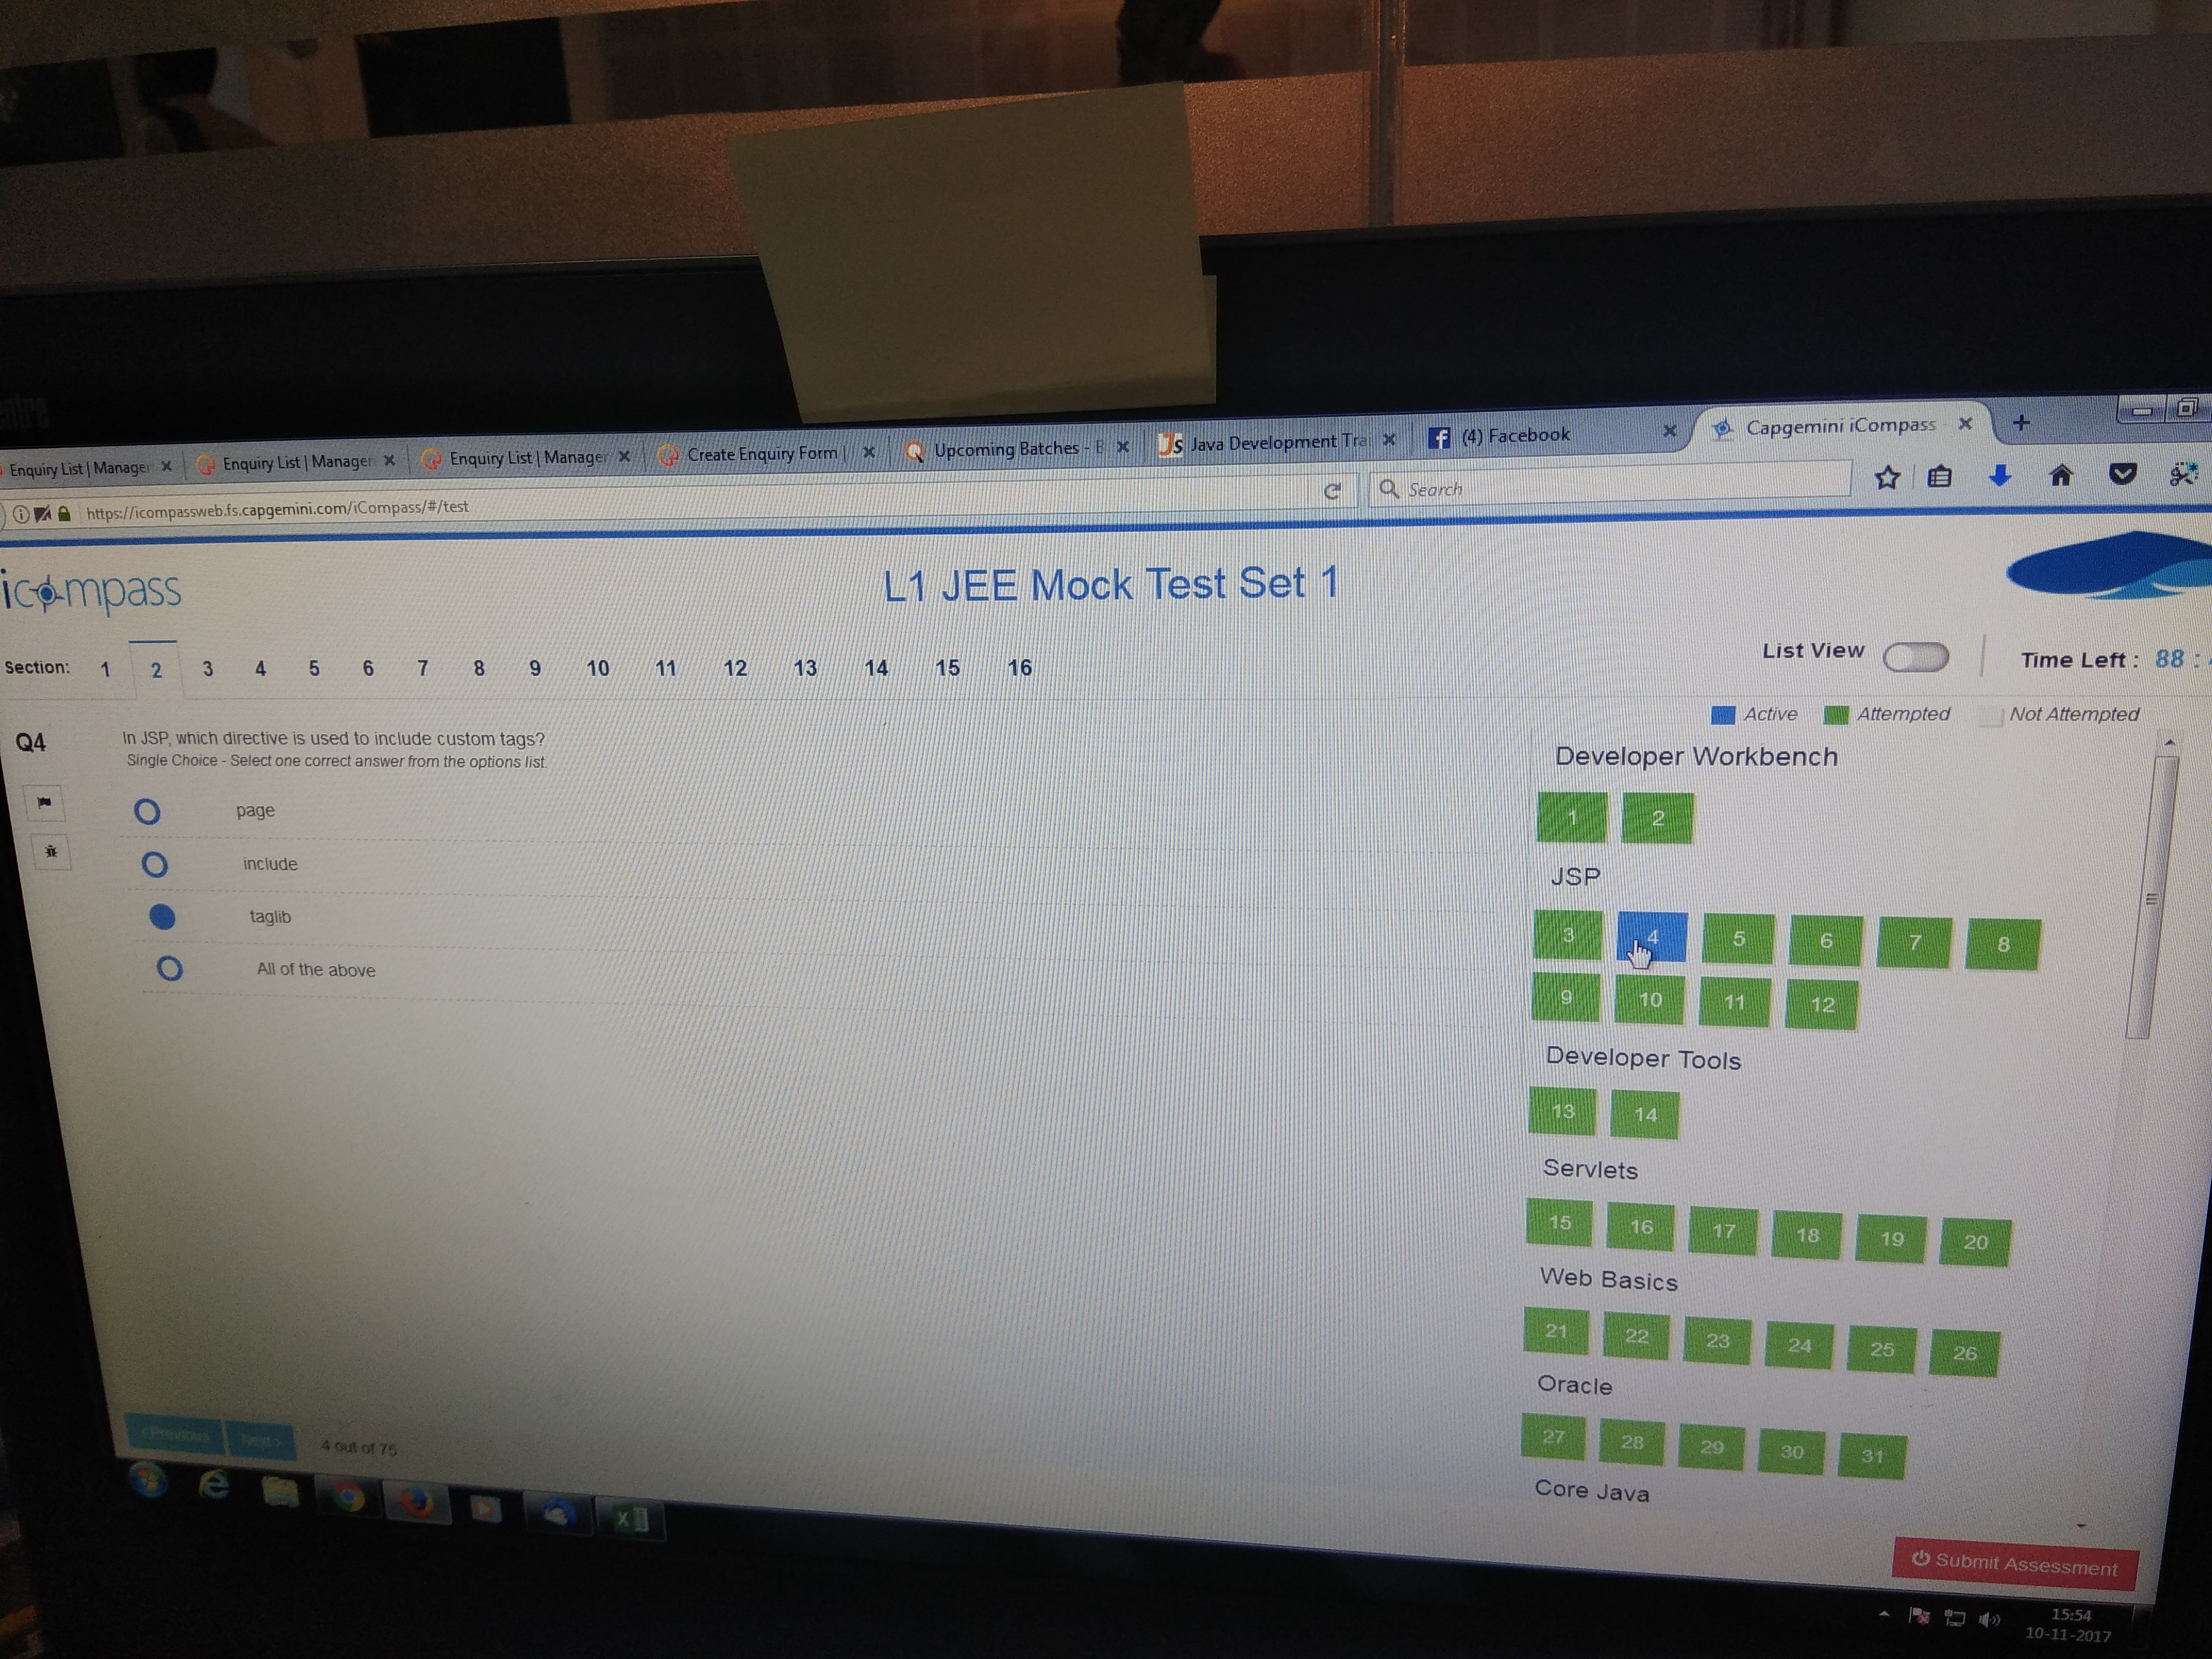 Enquiry List | Manager
Enquiry List | Manager
Enquiry List | Manager
Create Enquiry Form |
Upcoming Batches - B
Java Development Tra
(4) Facebook
Capgemini iCompass
https://icompassweb.fs.capgemini.com/iCompass/#/test
Search
icompass
L1 JEE Mock Test Set 1
Section: 1 2 3 4 5 6 7 8 9 10 11 12 13 14 15 16
List View
Time Left : 88 :
Active Attempted Not Attempted
Q4
In JSP, which directive is used to include custom tags?
Single Choice - Select one correct answer from the options list.
page
include
taglib
All of the above
Developer Workbench
1 2
JSP
3 4 5 6 7 8
9 10 11 12
Developer Tools
13 14
Servlets
15 16 17 18 19 20
Web Basics
21 22 23 24 25 26
Oracle
27 28 29 30 31
Core Java
< Previous Next >
4 out of 75
Submit Assessment
15:54
10-11-2017